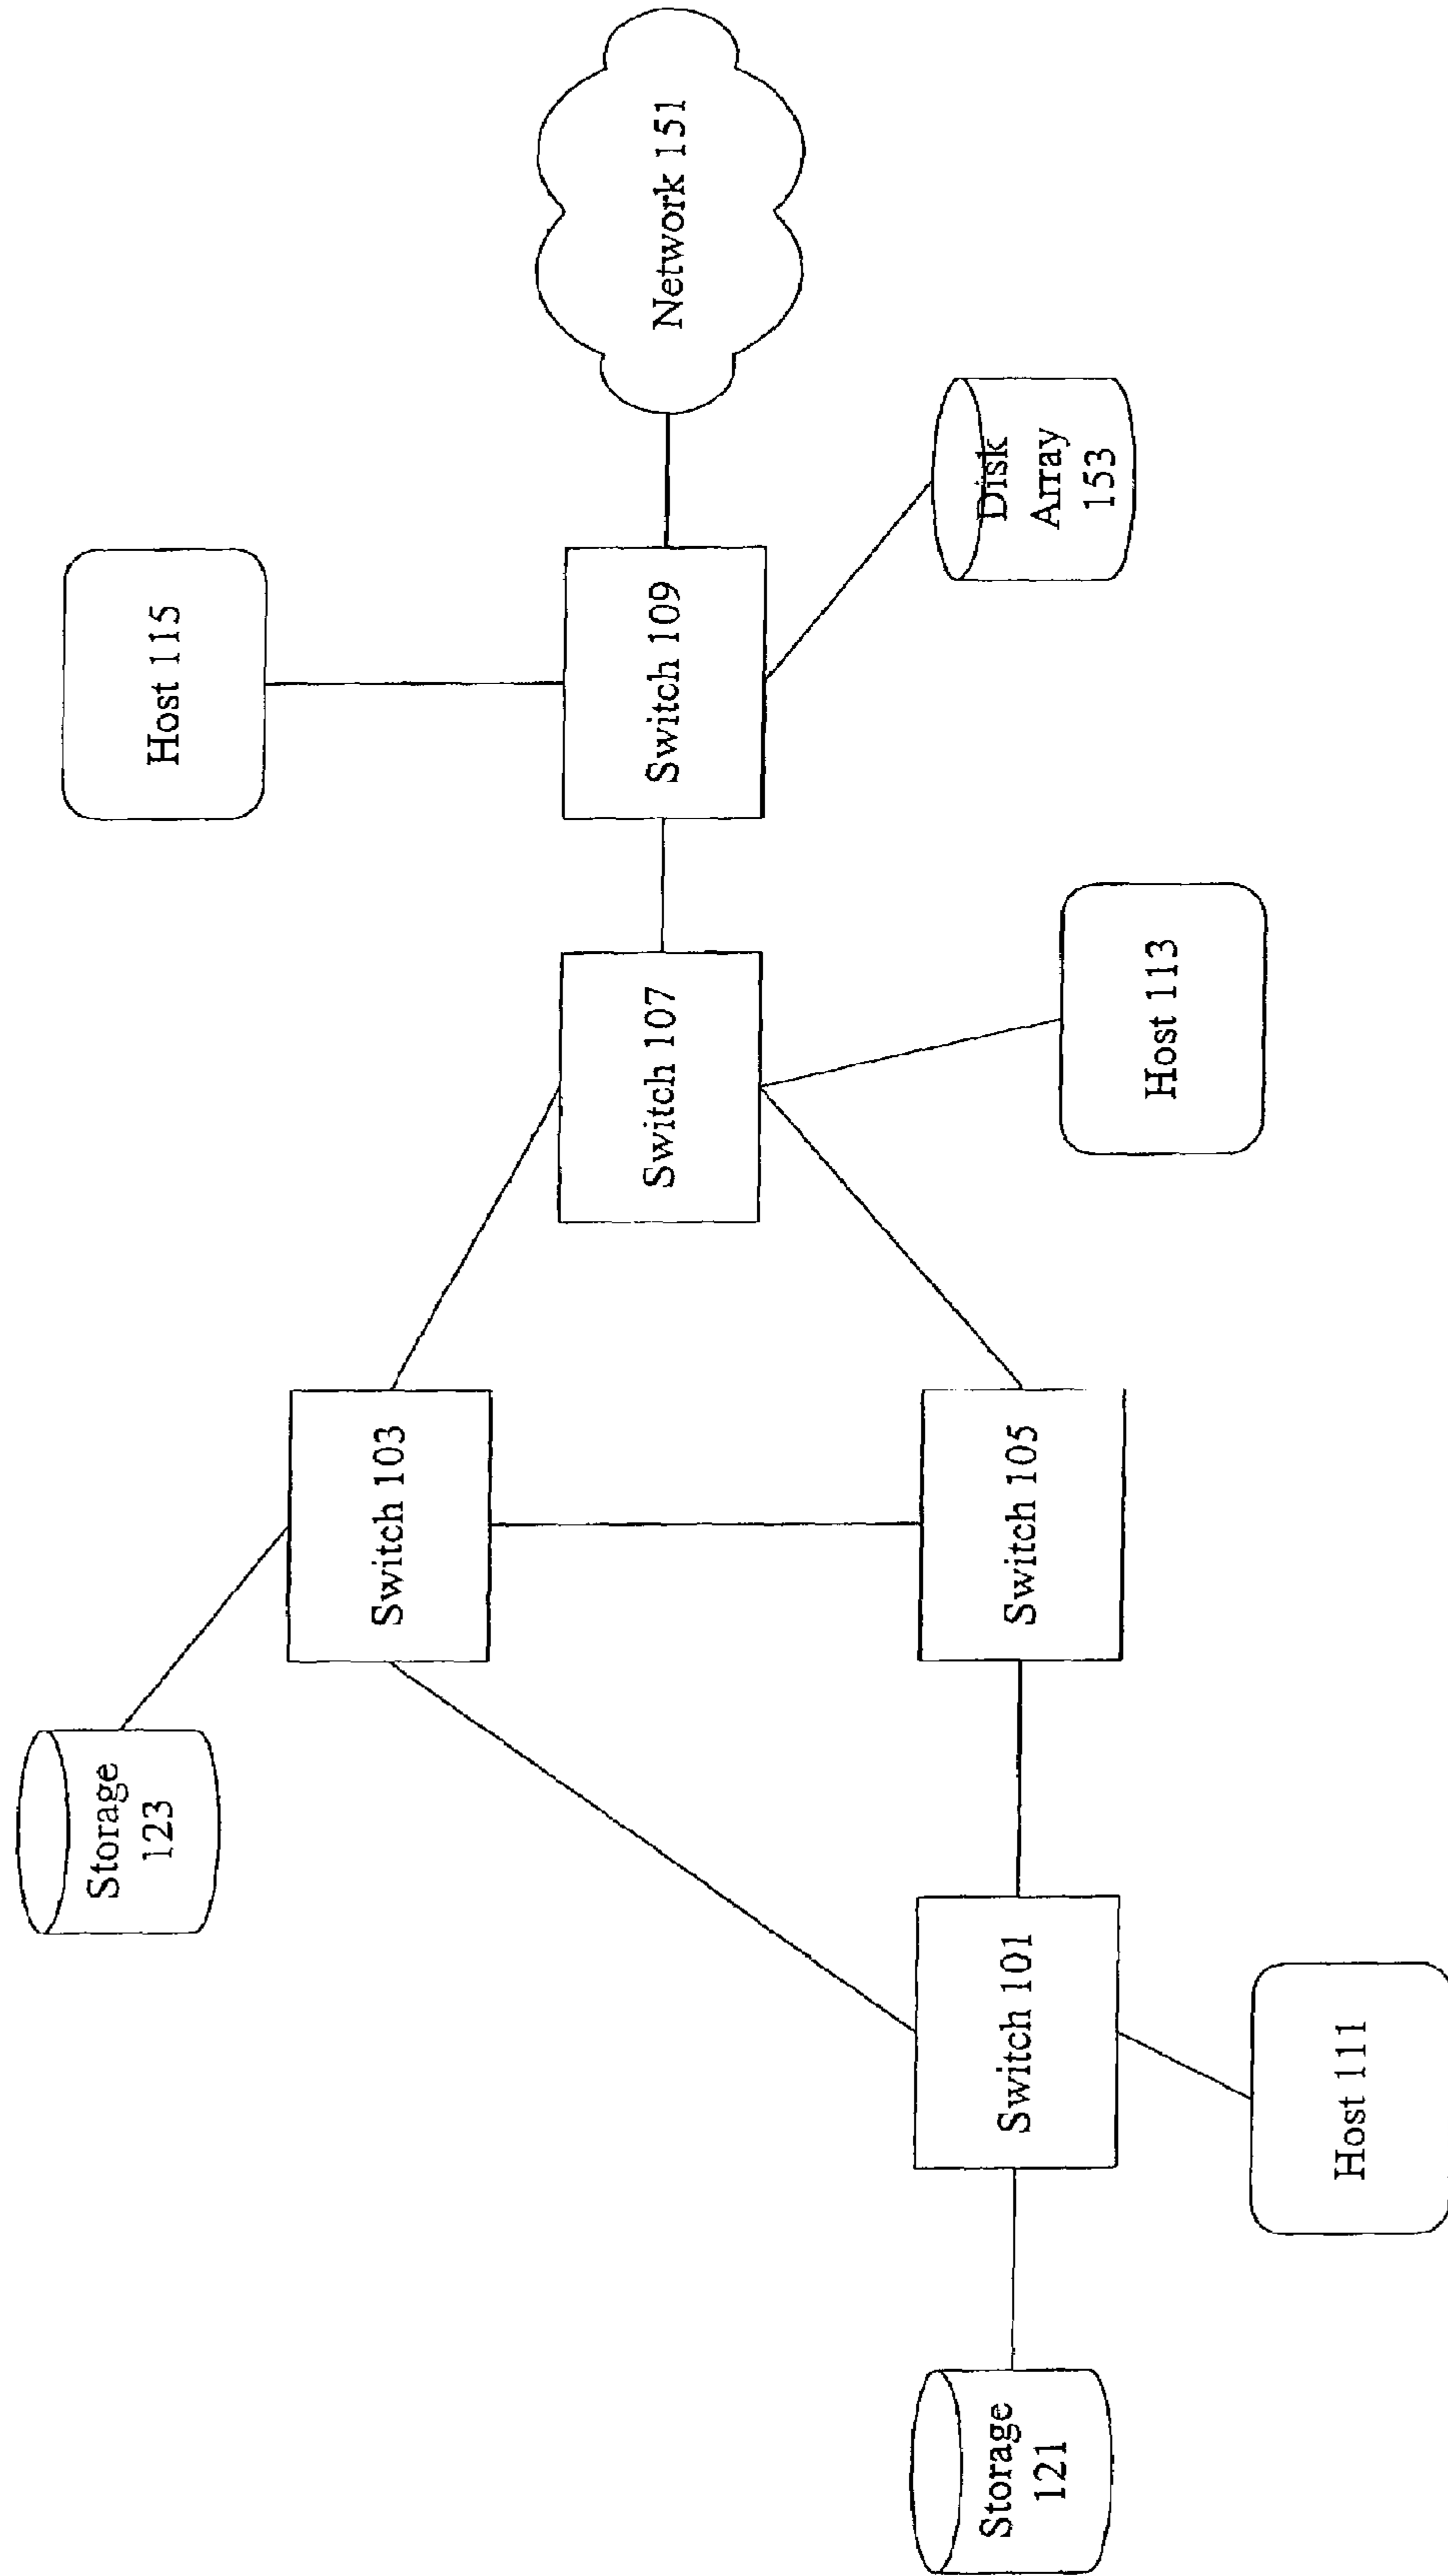 Storage
123
Host 115
Switch 103
Switch 107
Switch 109
Network 151
Storage
121
Switch 101
Switch 105
Host 113
Disk
Array
153
Host 111